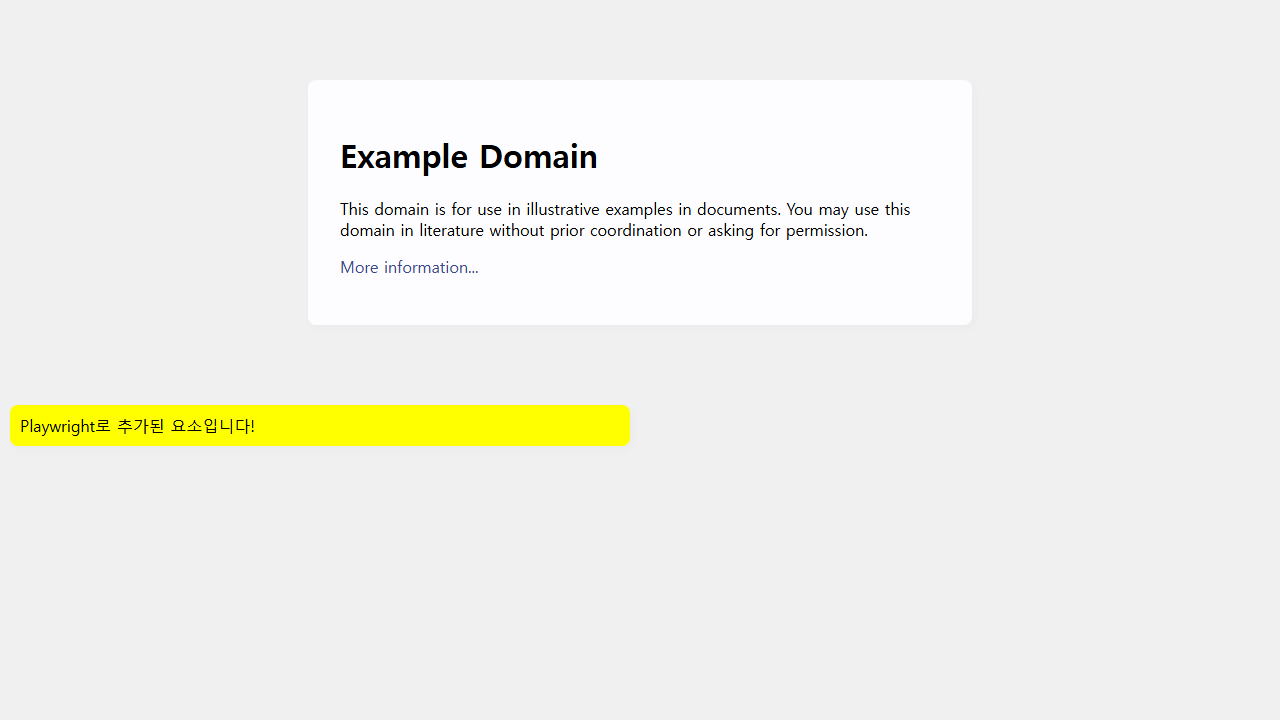 Example Domain
This domain is for use in illustrative examples in documents. You may use this
domain in literature without prior coordination or asking for permission.
More information...
Playwright로 추가된 요소입니다!